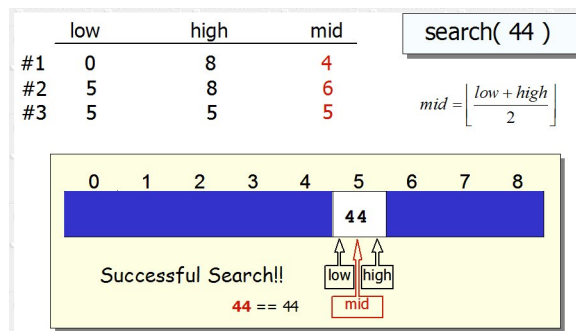 low high mid
search( 44 )
#1 0 8 4
#2 5 8 6
#3 5 5 5
mid = ⌊ low + high / 2 ⌋
0 1 2 3 4 5 6 7 8
44
Successful Search!!
low high
44 == 44
mid